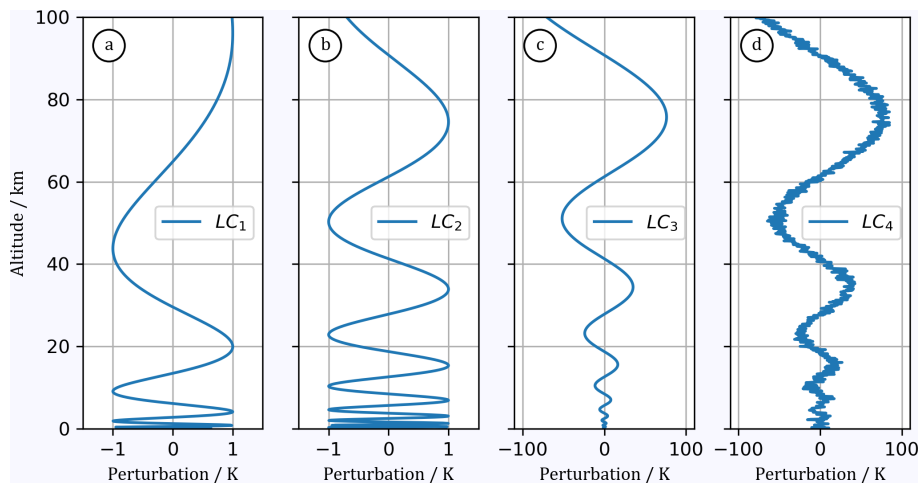 a
b
c
d
100
80
60
40
20
0
Altitude / km
LC1
LC2
LC3
LC4
−1 0 1
−1 0 1
−100 0 100
−100 0 100
Perturbation / K
Perturbation / K
Perturbation / K
Perturbation / K